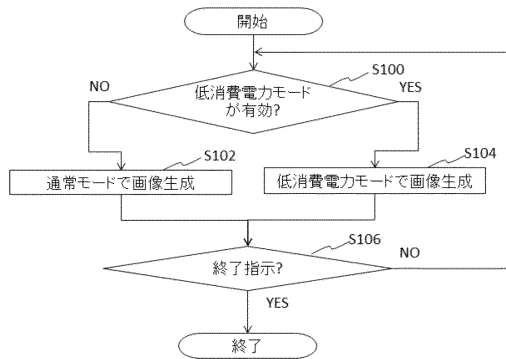 開始
S100
低消費電力モード
が有効?
NO
YES
S102
通常モードで画像生成
S104
低消費電力モードで画像生成
S106
終了指示?
NO
YES
終了